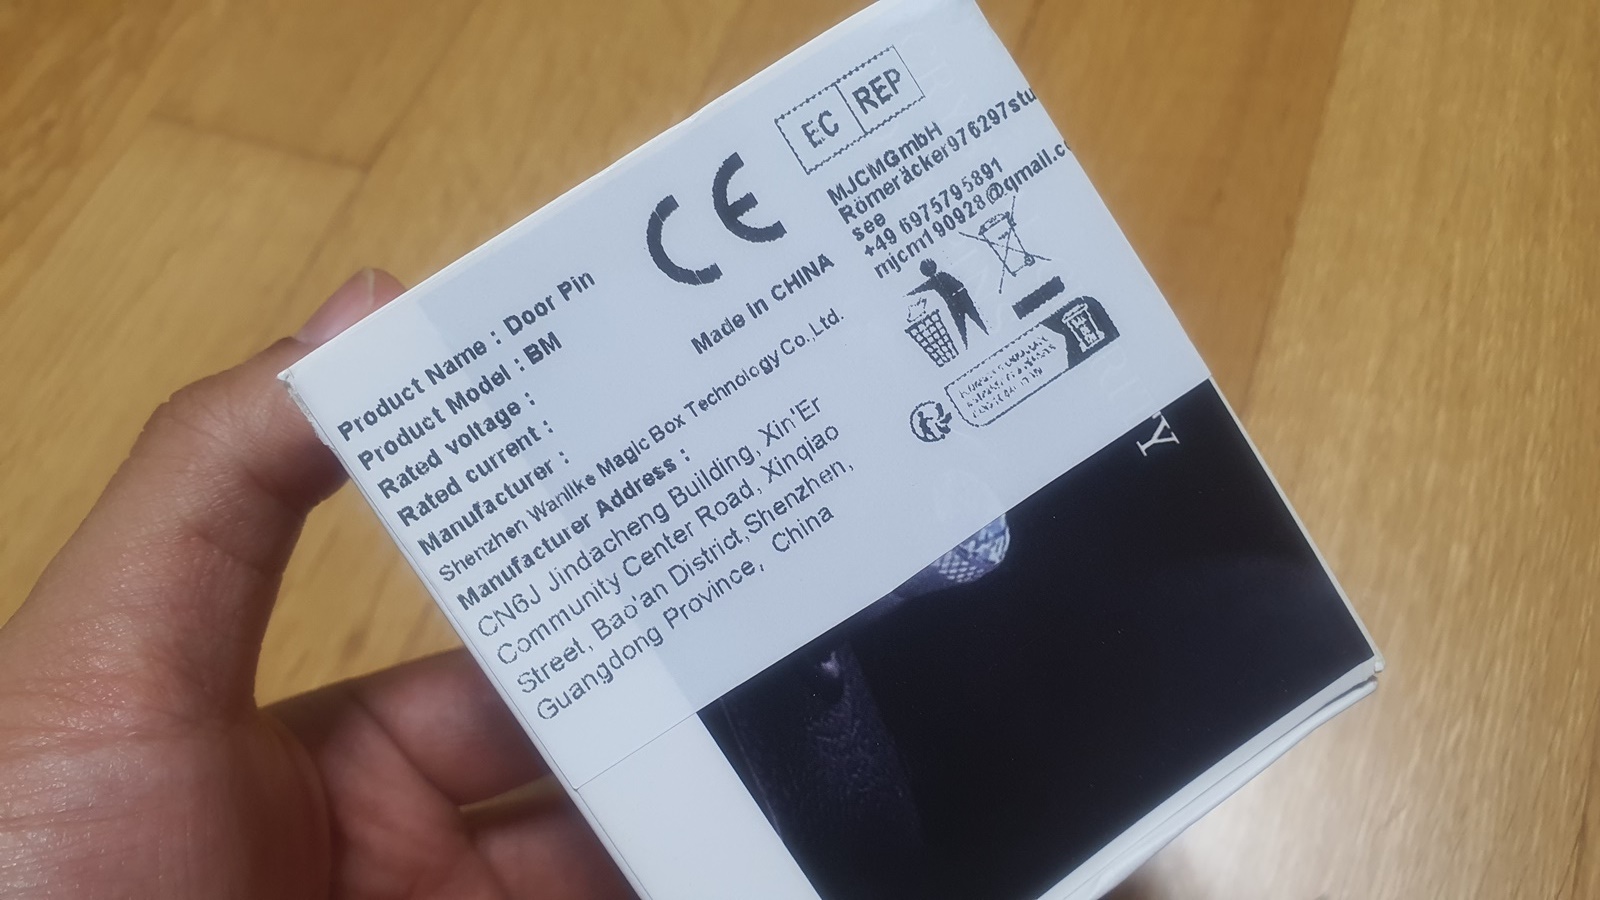 EC REP
MJCMGmbH
Römeräcker976297stu
see
+49 6975795891
mjcm190928@gmail.c
CE
Made in CHINA
Product Name : Door Pin
Product Model : BM
Rated voltage :
Rated current :
Manufacturer :
Shenzhen Wanlike Magic Box Technology Co.,Ltd.
Manufacturer Address :
CN6J Jindacheng Building, Xin'Er
Community Center Road, Xinqiao
Street, Bao'an District,Shenzhen,
Guangdong Province, China